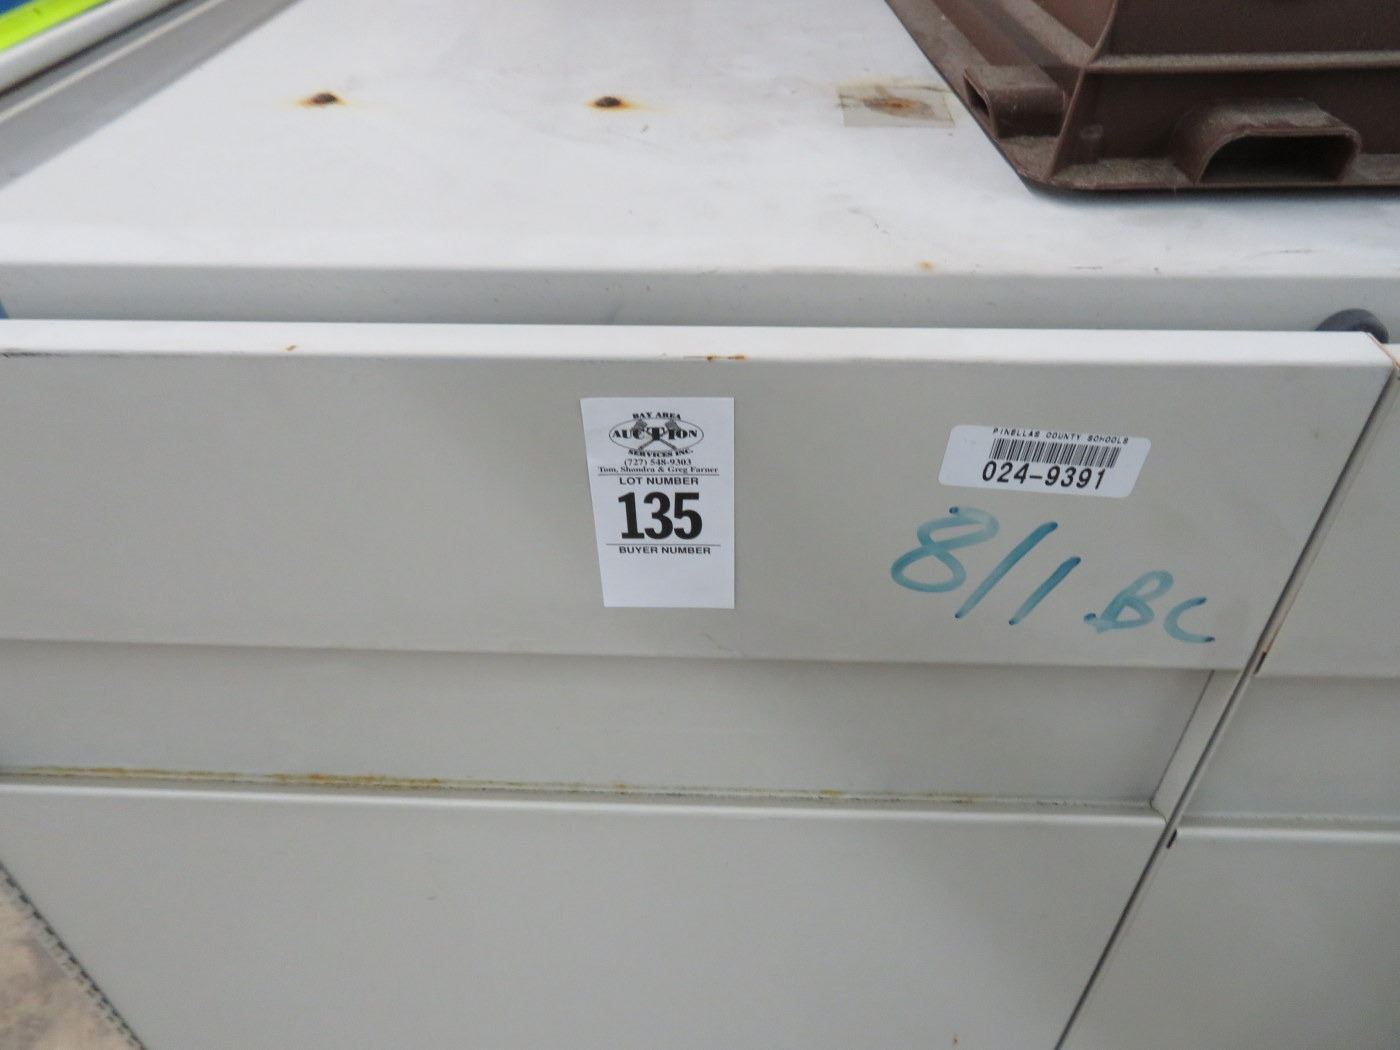 BAY AREA
AUCTION
SERVICES INC.
(727) 548-9303
Tom, Shondra & Greg Farner
LOT NUMBER
135
BUYER NUMBER
PINELLAS COUNTY SCHOOLS
024-9391
8/1 BC